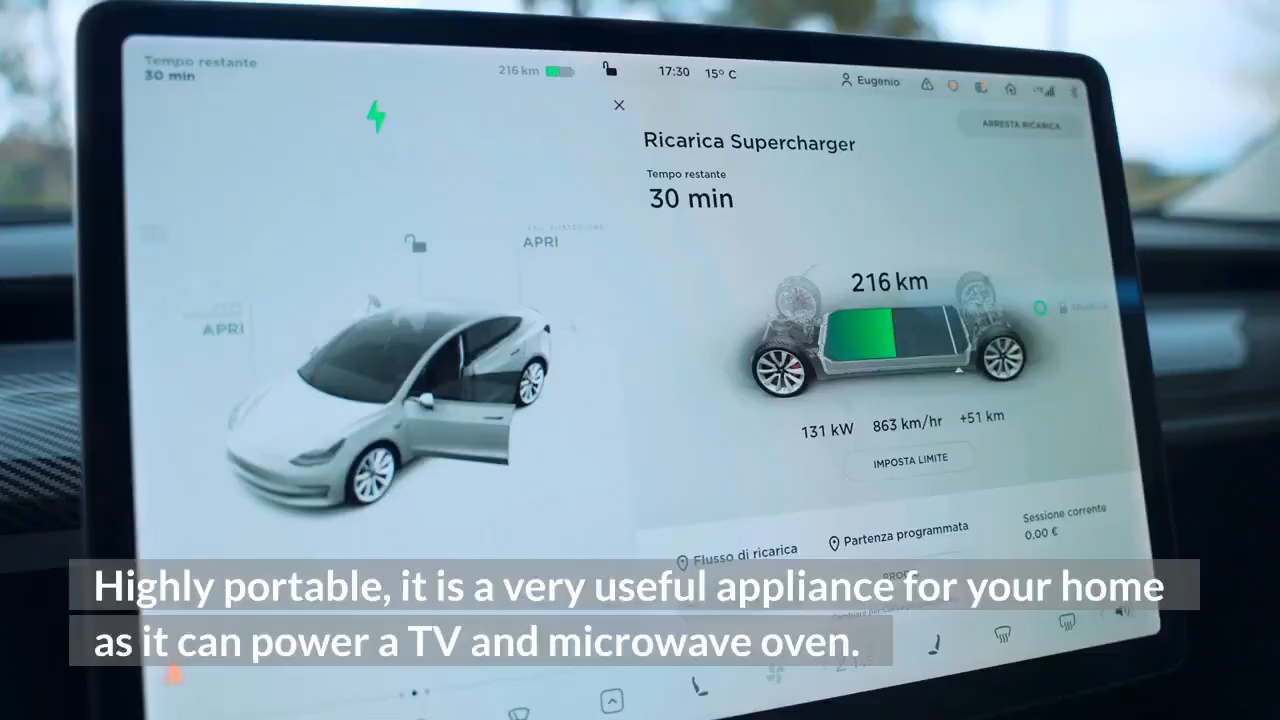 Tempo restante
30 min
216 km
17:30 15° C
Eugenio
LTE
ARRESTA RICARICA
Ricarica Supercharger
Tempo restante
30 min
APRI
APRI
216 km
131 kW 863 km/hr +51 km
IMPOSTA LIMITE
Flusso di ricarica
Partenza programmata
Sessione corrente
0,00 €
Highly portable, it is a very useful appliance for your home
as it can power a TV and microwave oven.